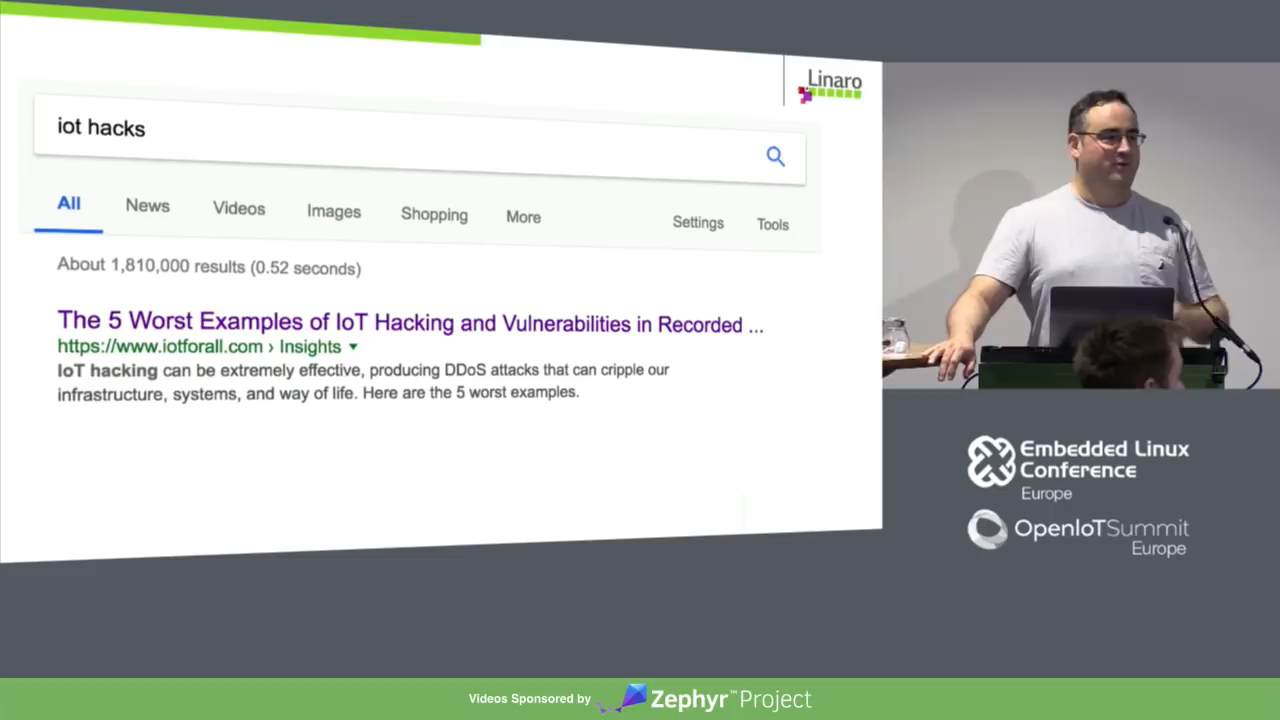 Linaro
iot hacks
All News Videos Images Shopping More Settings Tools
About 1,810,000 results (0.52 seconds)
The 5 Worst Examples of IoT Hacking and Vulnerabilities in Recorded ...
https://www.iotforall.com › Insights ▼
IoT hacking can be extremely effective, producing DDoS attacks that can cripple our
infrastructure, systems, and way of life. Here are the 5 worst examples.
Embedded Linux
Conference
Europe
OpenIoTSummit
Europe
Videos Sponsored by Zephyr™Project